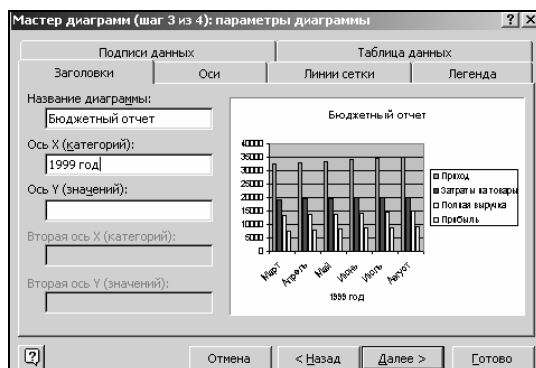 Мастер диаграмм (шаг 3 из 4): параметры диаграммы
Подписи данных
Таблица данных
Заголовки
Оси
Линии сетки
Легенда
Название диаграммы:
Бюджетный отчет
Ось X (категорий):
1999 год
Ось Y (значений):
Вторая ось X (категорий):
Вторая ось Y (значений):
Бюджетный отчет
40000
35000
30000
25000
20000
15000
10000
5000
0
Март
Апрель
Май
Июнь
Июль
Август
1999 год
Приход
Затраты на товары
Полная выручка
Прибыль
Отмена
< Назад
Далее >
Готово